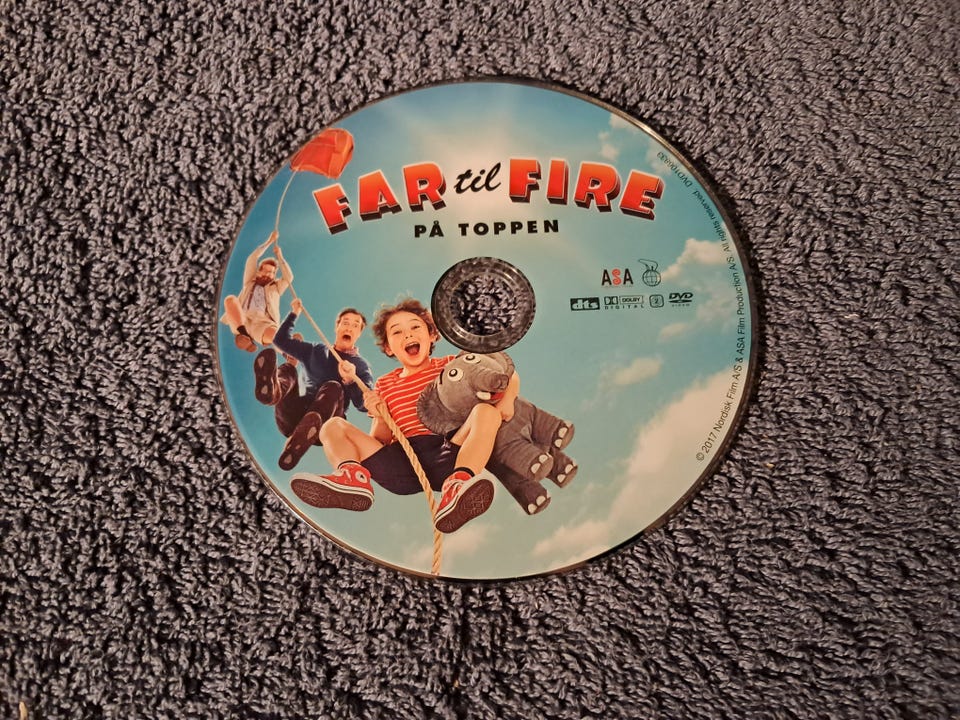 FAR til FIRE
PÅ TOPPEN
ASA
dts DOLBY DIGITAL 2 DVD VIDEO
© 2017 Nordisk Film A/S & ASA Film Production A/S. All rights reserved.